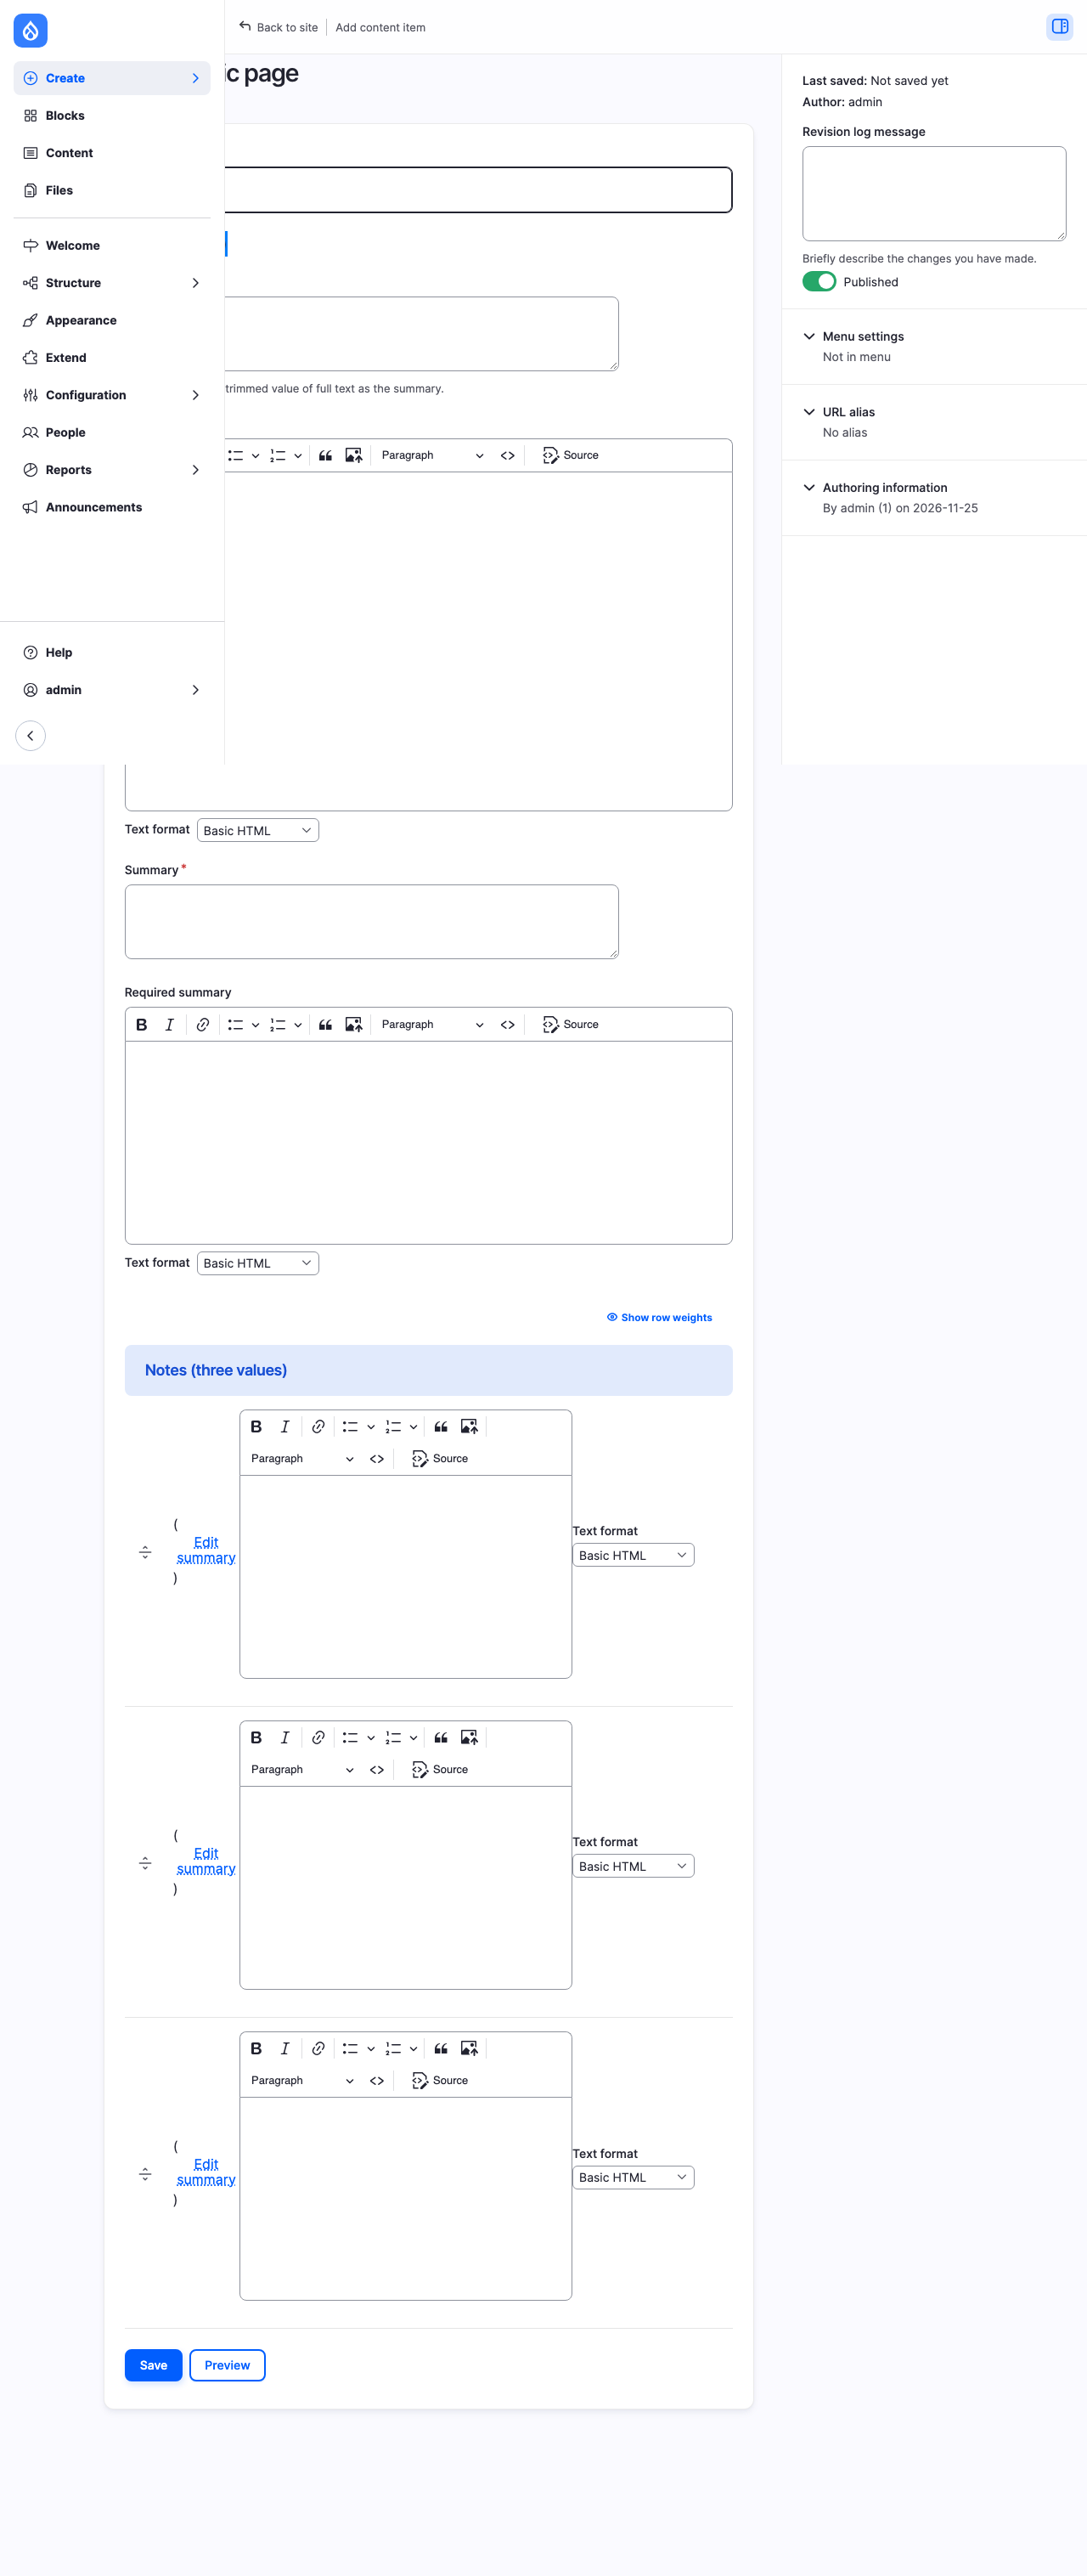 Back to site
Add content item
Create
Blocks
Content
Files
Welcome
Structure
Appearance
Extend
Configuration
People
Reports
Announcements
Help
admin
ic page
trimmed value of full text as the summary.
Paragraph
Source
Text format
Basic HTML
Summary*
Required summary
Paragraph
Source
Text format
Basic HTML
Show row weights
Notes (three values)
Paragraph
Source
(
Edit
summary
)
Text format
Basic HTML
Paragraph
Source
(
Edit
summary
)
Text format
Basic HTML
Paragraph
Source
(
Edit
summary
)
Text format
Basic HTML
Save
Preview
Last saved: Not saved yet
Author: admin
Revision log message
Briefly describe the changes you have made.
Published
Menu settings
Not in menu
URL alias
No alias
Authoring information
By admin (1) on 2026-11-25